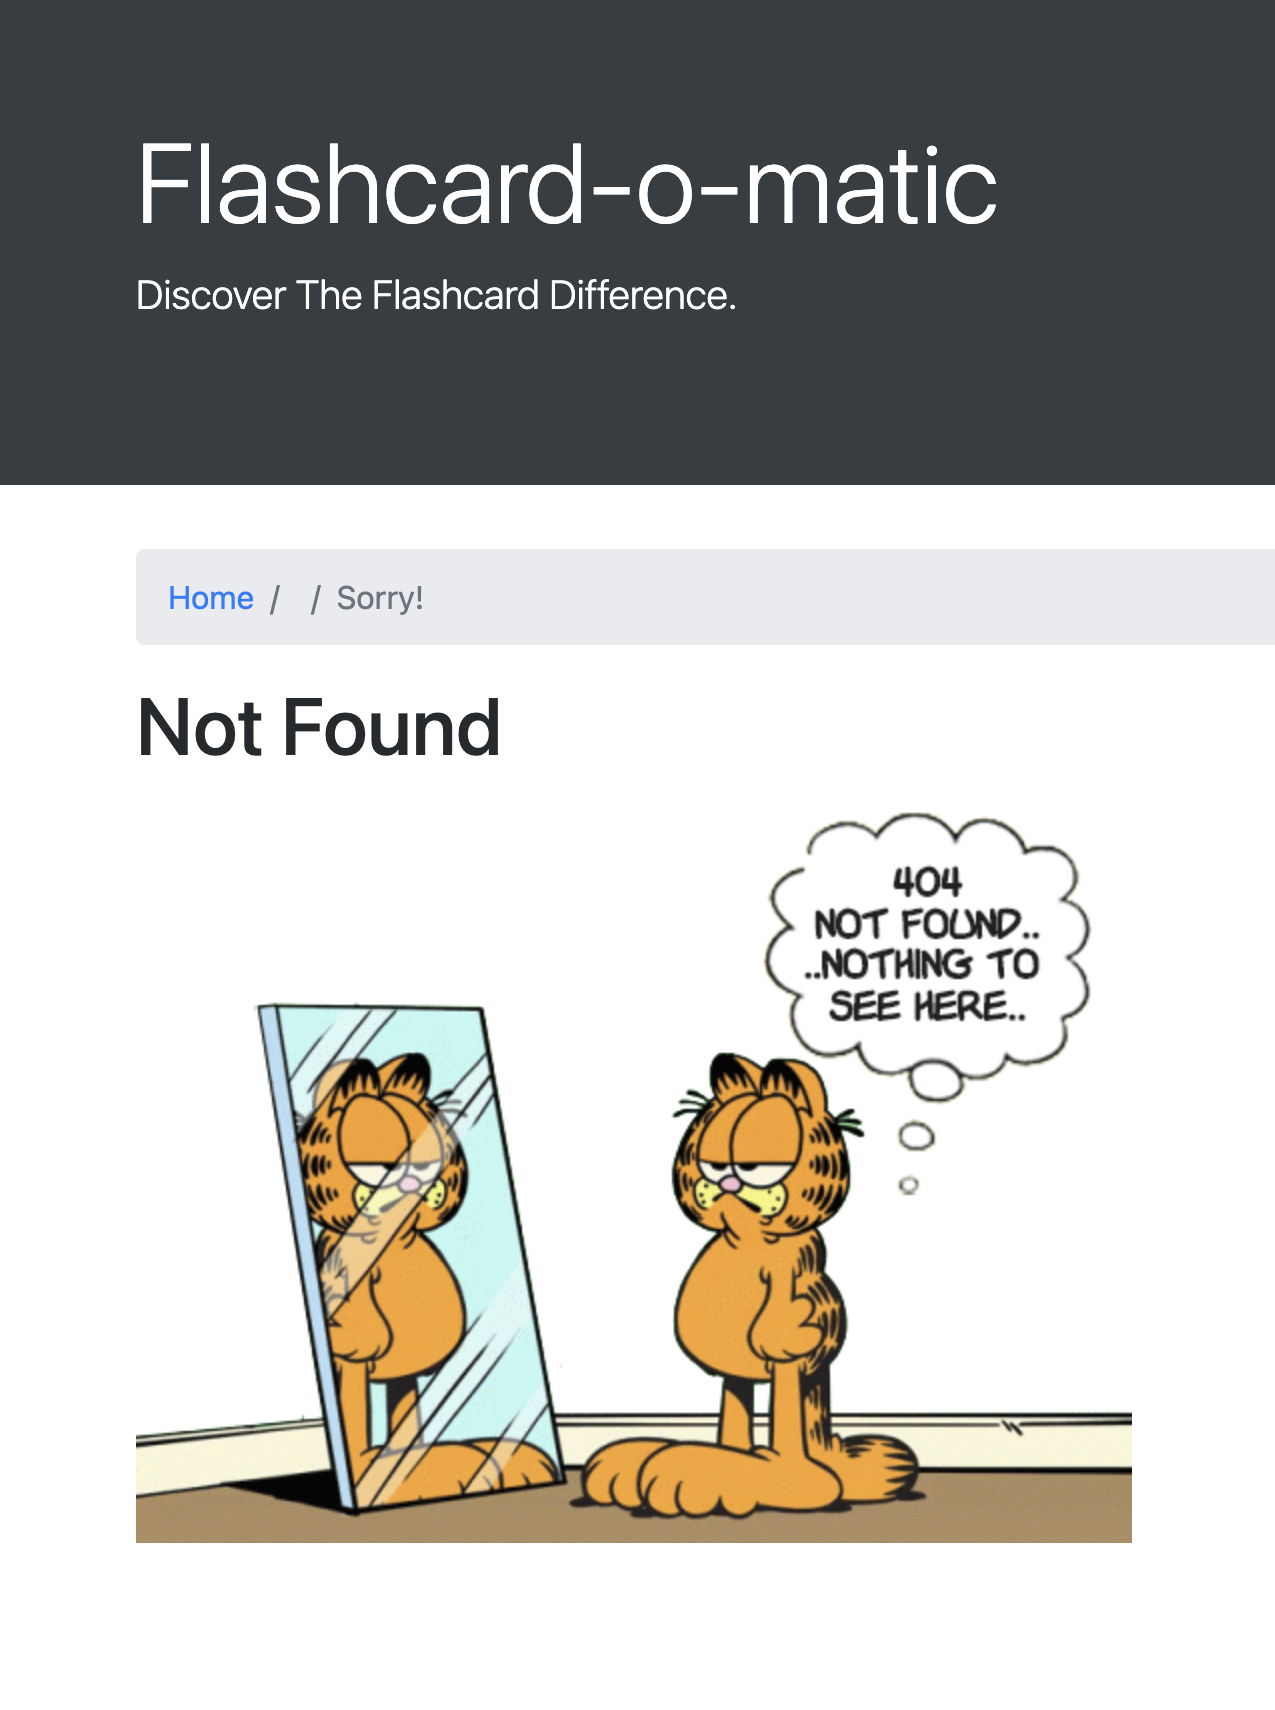 Flashcard-o-matic
Discover The Flashcard Difference.
Home / / Sorry!
Not Found
404
NOT FOUND..
..NOTHING TO
SEE HERE..